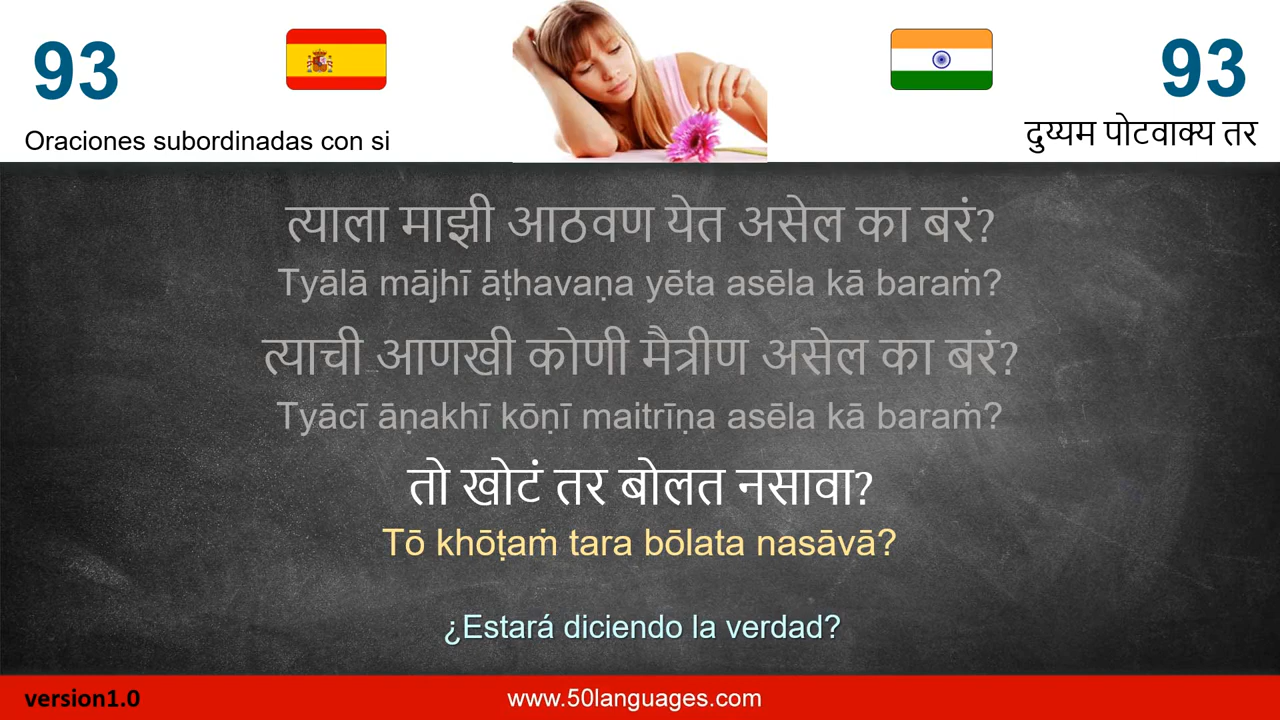 93
93
Oraciones subordinadas con si
दुय्यम पोटवाक्य तर
त्याला माझी आठवण येत असेल का बरं?
Tyālā mājhī āṭhavaṇa yēta asēla kā baraṁ?
त्याची आणखी कोणी मैत्रीण असेल का बरं?
Tyācī āṇakhī kōṇī maitrīṇa asēla kā baraṁ?
तो खोटं तर बोलत नसावा?
Tō khōṭaṁ tara bōlata nasāvā?
¿Estará diciendo la verdad?
version1.0
www.50languages.com